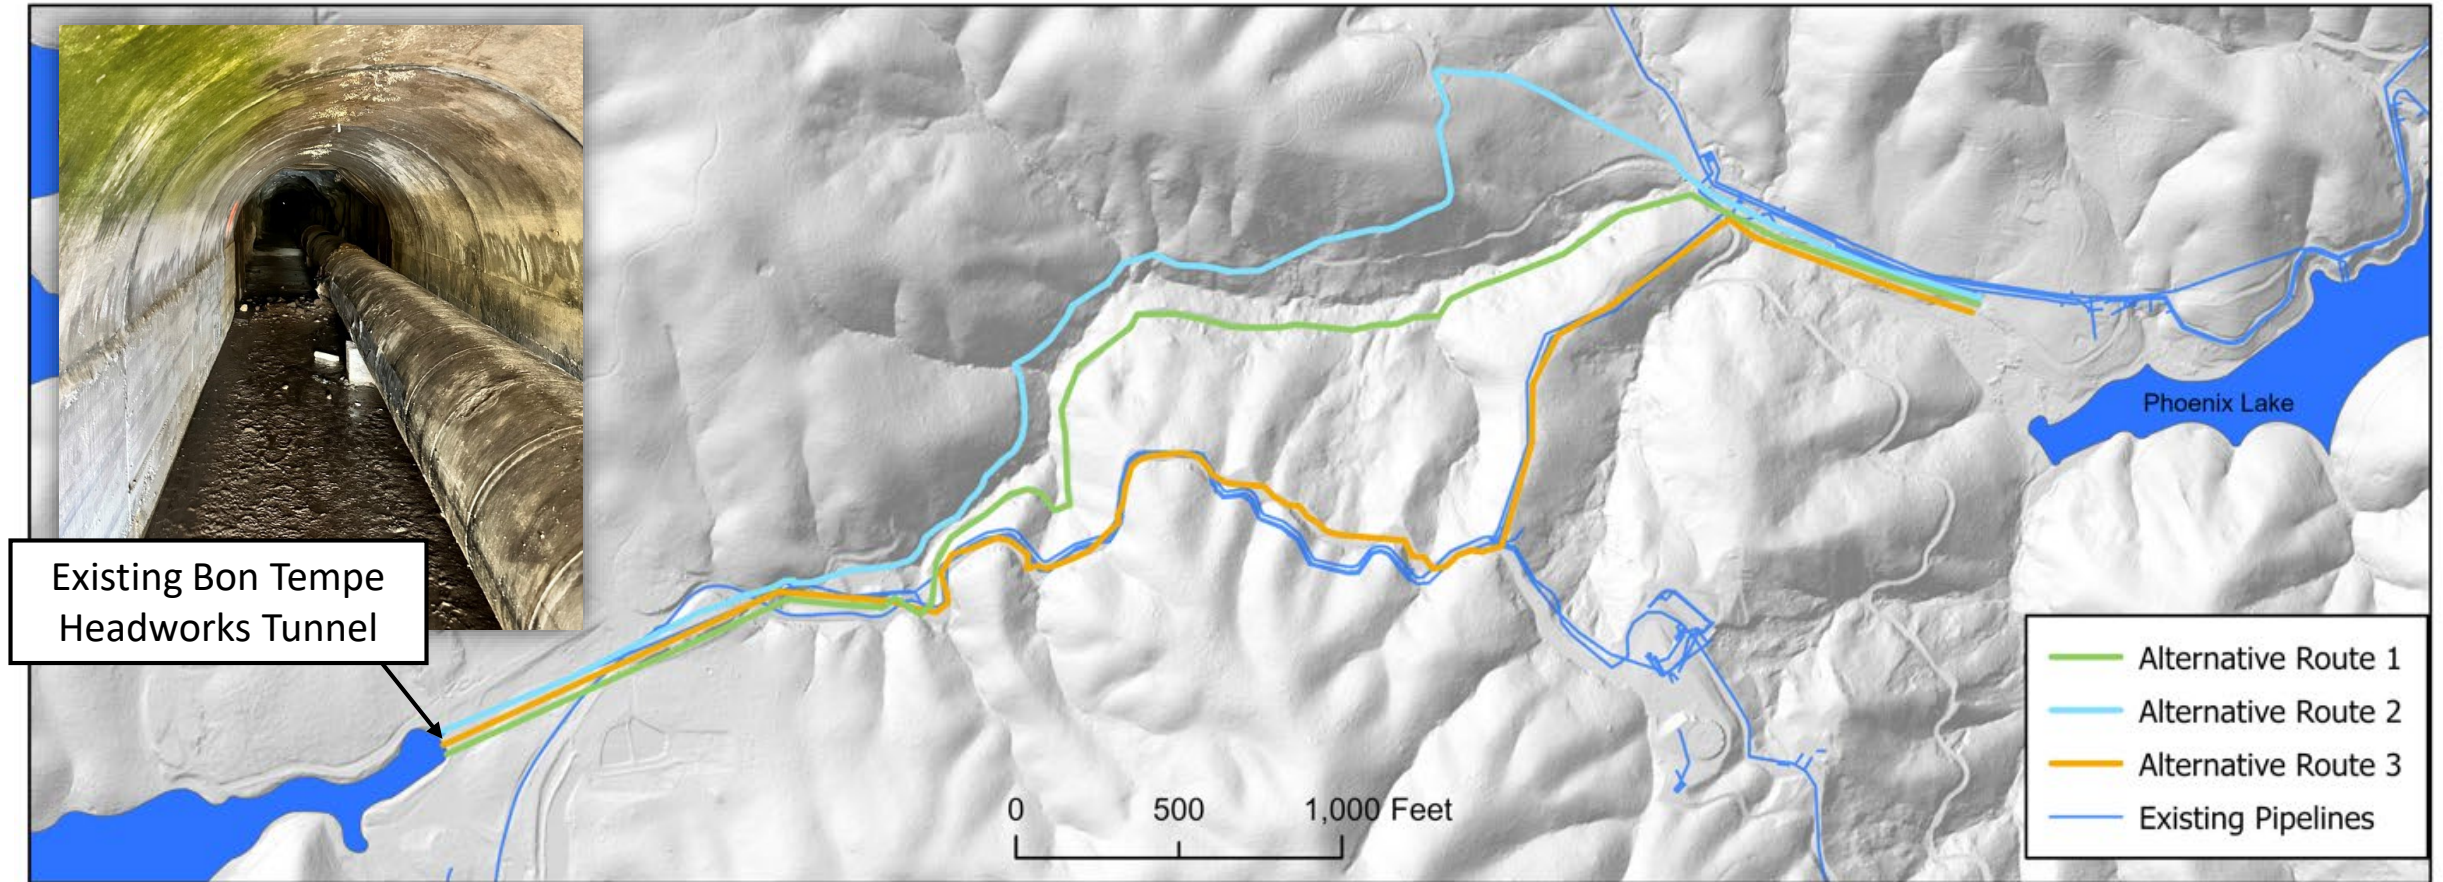 Existing Bon Tempe
Headworks Tunnel
Phoenix Lake
0 500 1,000 Feet
Alternative Route 1
Alternative Route 2
Alternative Route 3
Existing Pipelines